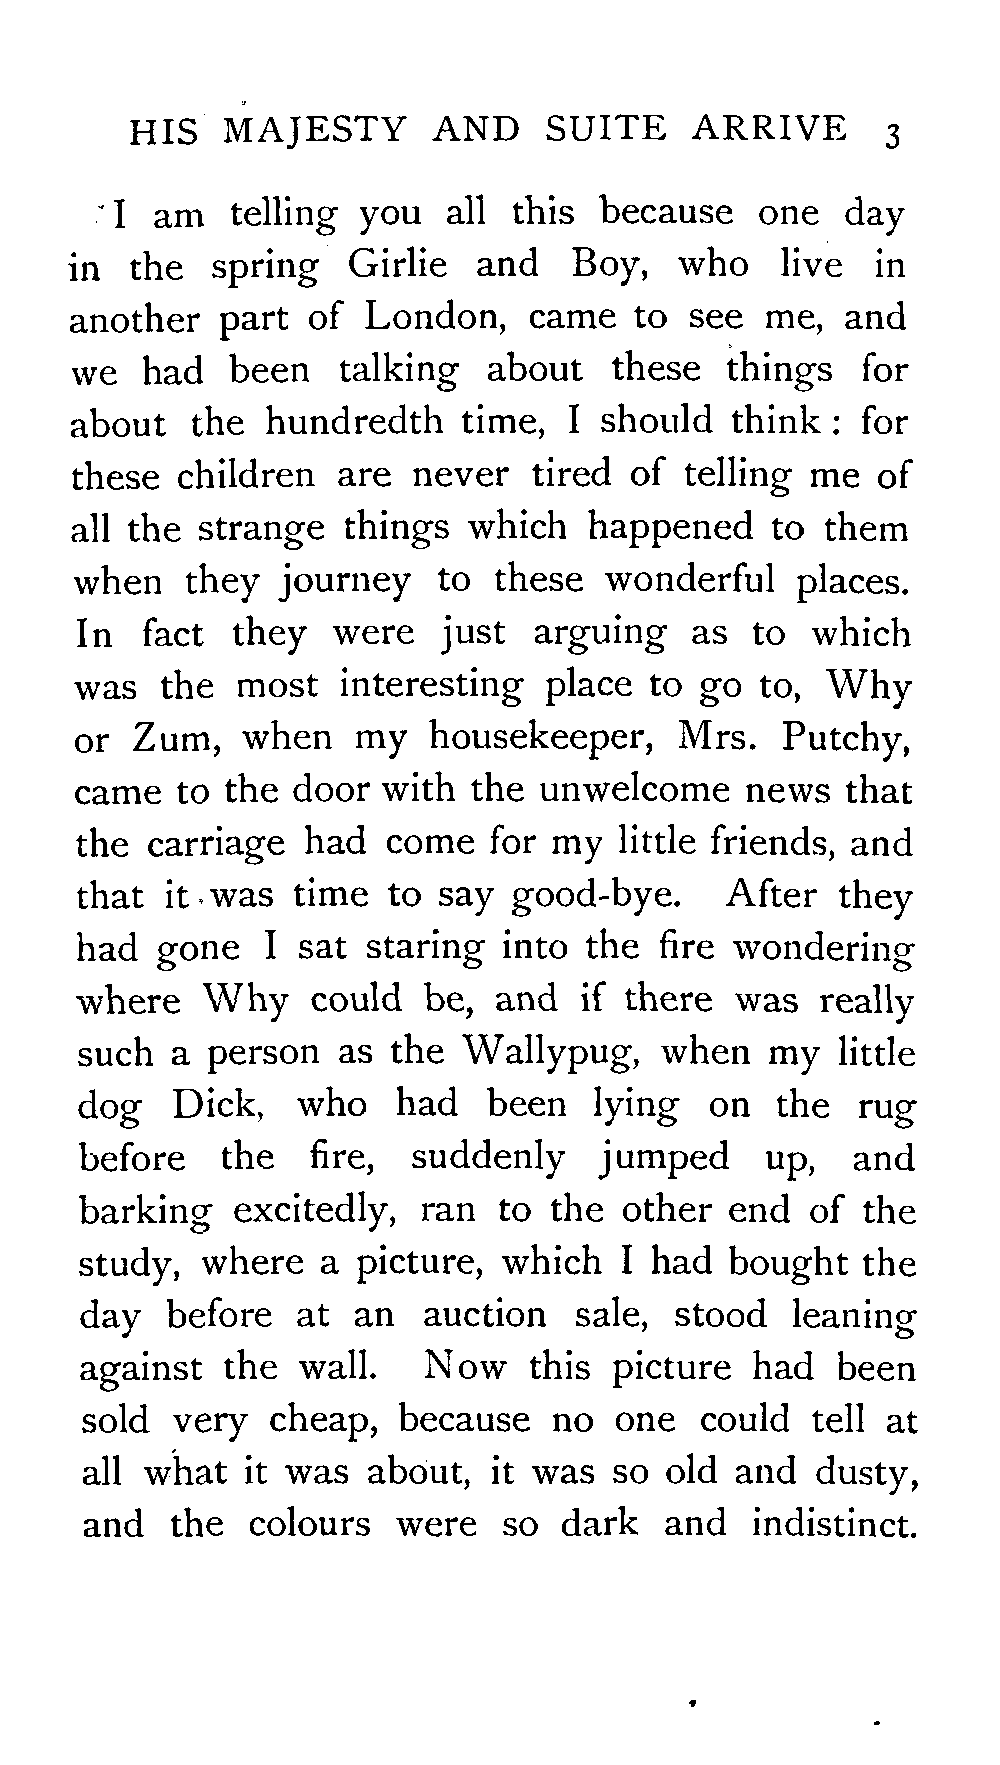 HIS MAJESTY AND SUITE ARRIVE 3
I am telling you all this because one day
in the spring Girlie and Boy, who live in
another part of London, came to see me, and
we had been talking about these things for
about the hundredth time, I should think : for
these children are never tired of telling me of
all the strange things which happened to them
when they journey to these wonderful places.
In fact they were just arguing as to which
was the most interesting place to go to, Why
or Zum, when my housekeeper, Mrs. Putchy,
came to the door with the unwelcome news that
the carriage had come for my little friends, and
that it was time to say good-bye. After they
had gone I sat staring into the fire wondering
where Why could be, and if there was really
such a person as the Wallypug, when my little
dog Dick, who had been lying on the rug
before the fire, suddenly jumped up, and
barking excitedly, ran to the other end of the
study, where a picture, which I had bought the
day before at an auction sale, stood leaning
against the wall. Now this picture had been
sold very cheap, because no one could tell at
all what it was about, it was so old and dusty,
and the colours were so dark and indistinct.